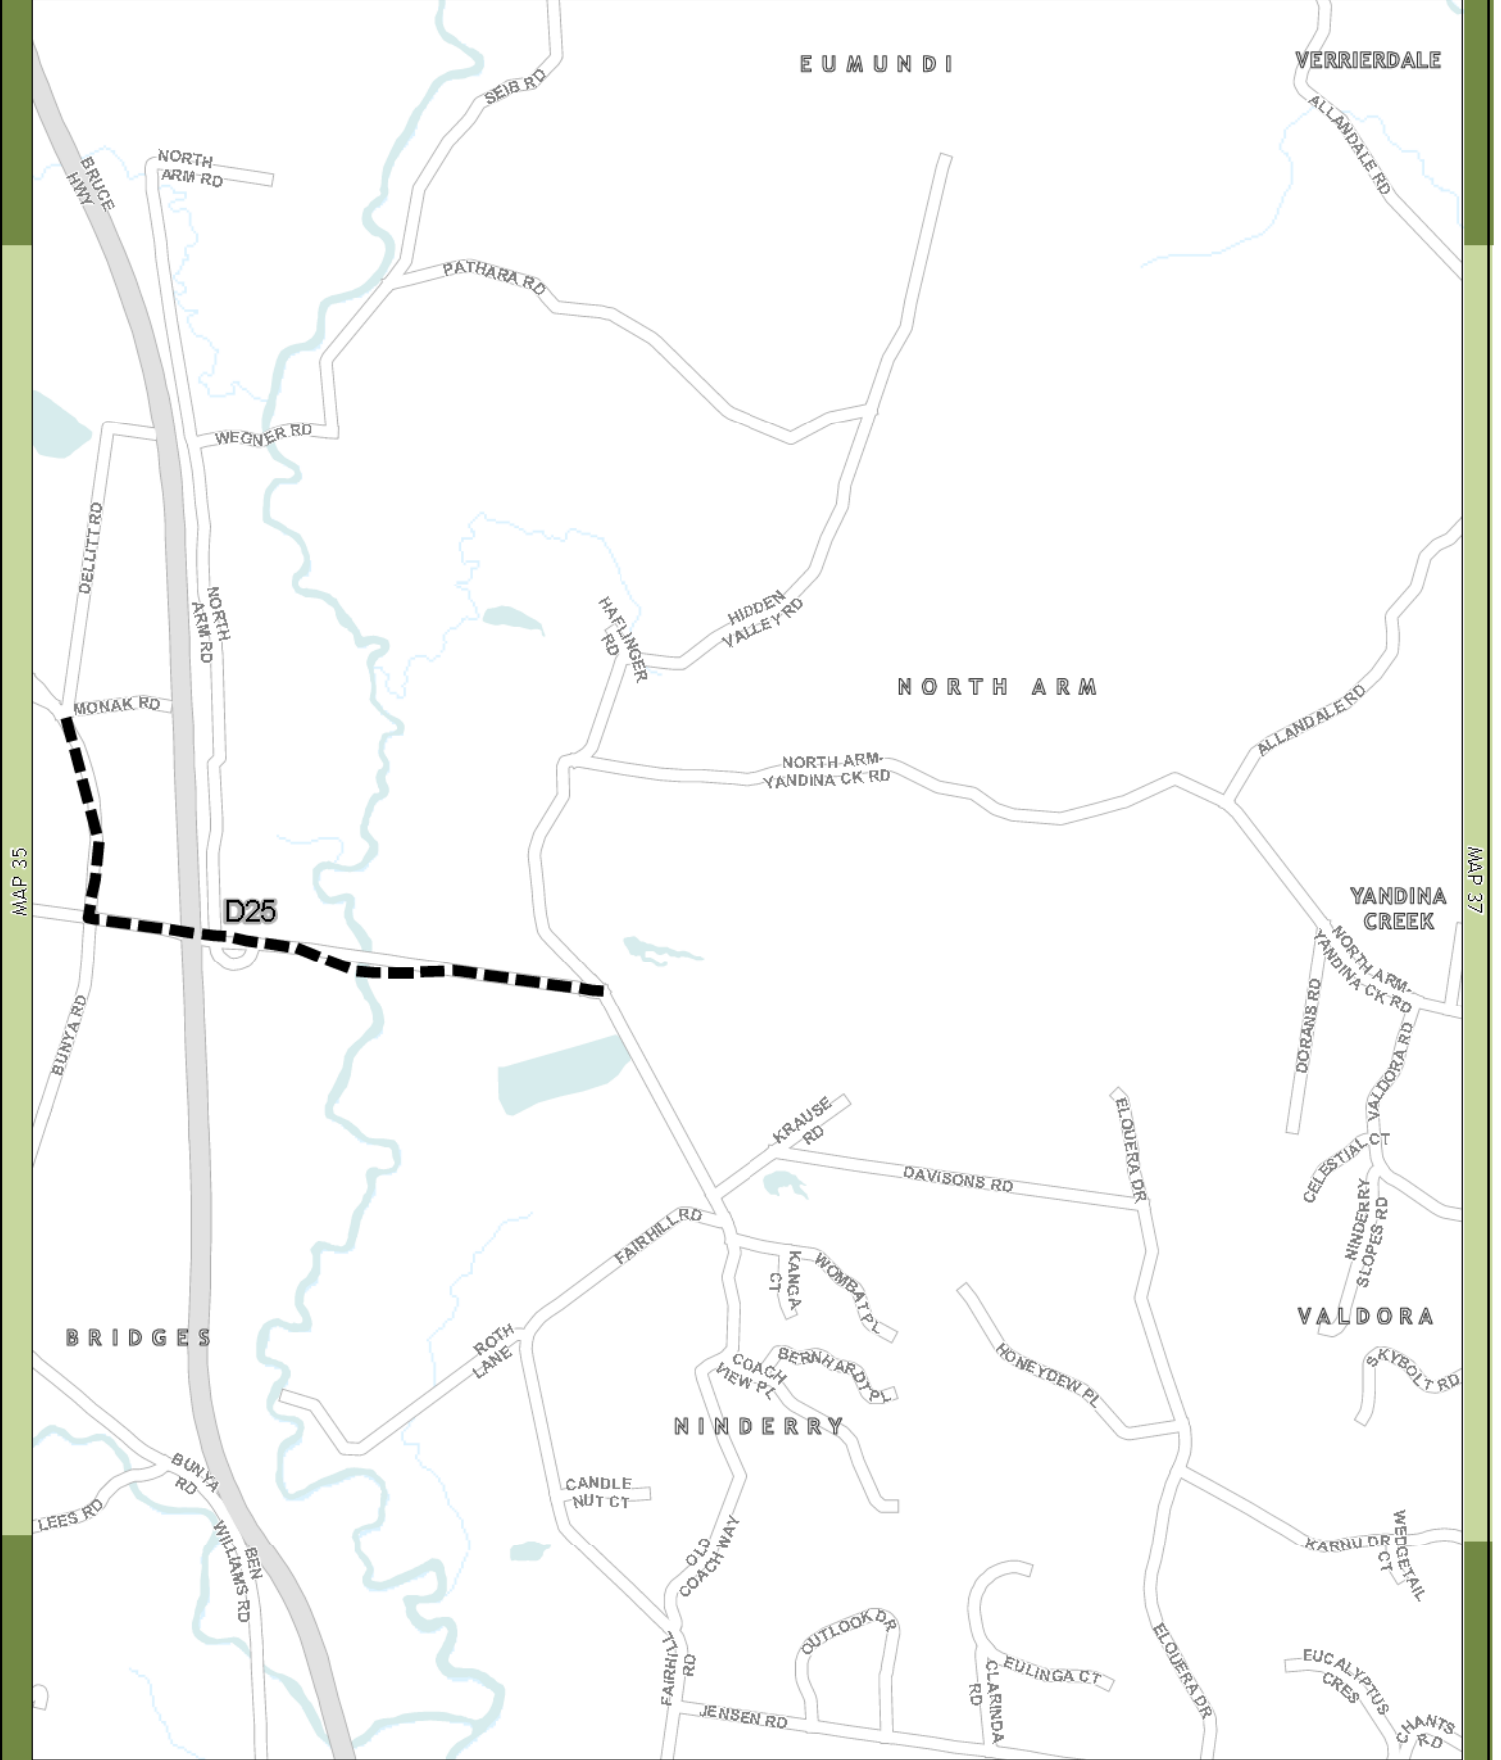 EUMUNDI
VERRIERDALE
SEIB RD
ALLANDALE RD
NORTH
ARM RD
BRUCE
HWY
PATHARA RD
WEGNER RD
DELLITT RD
NORTH
ARM RD
HIDDEN
VALLEY RD
HAFLINGER
RD
NORTH ARM
MONAK RD
ALLANDALE RD
NORTH ARM-
YANDINA CK RD
MAP 35
MAP 37
YANDINA
CREEK
D25
NORTH ARM-
YANDINA CK RD
DORANS RD
BUNYA RD
VALDORA RD
KRAUSE
RD
ELOUERA DR
CELESTIAL CT
DAVISONS RD
NINDERRY
SLOPES RD
FAIRHILL RD
KANGA
CT
WOMBAT PL
VALDORA
BRIDGES
ROTH
LANE
COACH
VIEW PL
BERNHARDT PL
HONEYDEW PL
SKYBOLT RD
NINDERRY
BUNYA
RD
CANDLE
NUT CT
LEES RD
BEN
WILLIAMS RD
OLD
COACH WAY
KARNU DR
WEDGETAIL
CT
OUTLOOK DR
FAIRHILL
RD
EULINGA CT
CLARINDA
RD
ELOUERA DR
EUCALYPTUS
CRES
JENSEN RD
CHANTS
RD